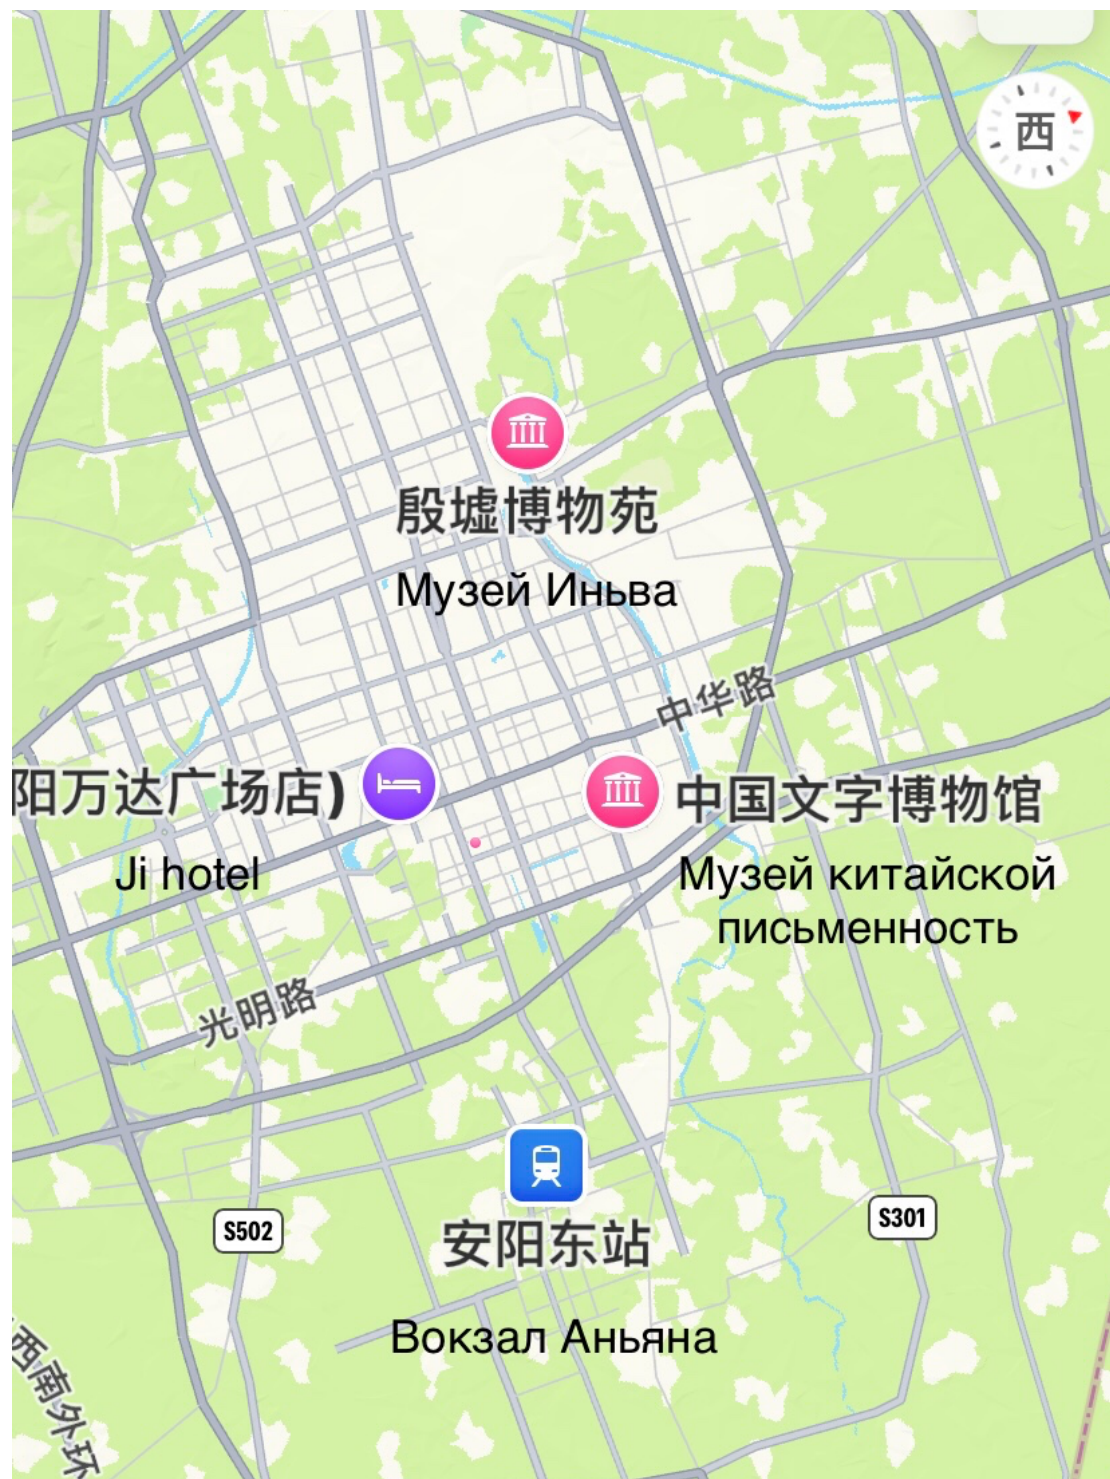 西
殷墟博物苑
Музей Иньва
中华路
阳万达广场店)
Ji hotel
中国文字博物馆
Музей китайской
письменность
光明路
安阳东站
Вокзал Аньяна
S502
S301
西南外环